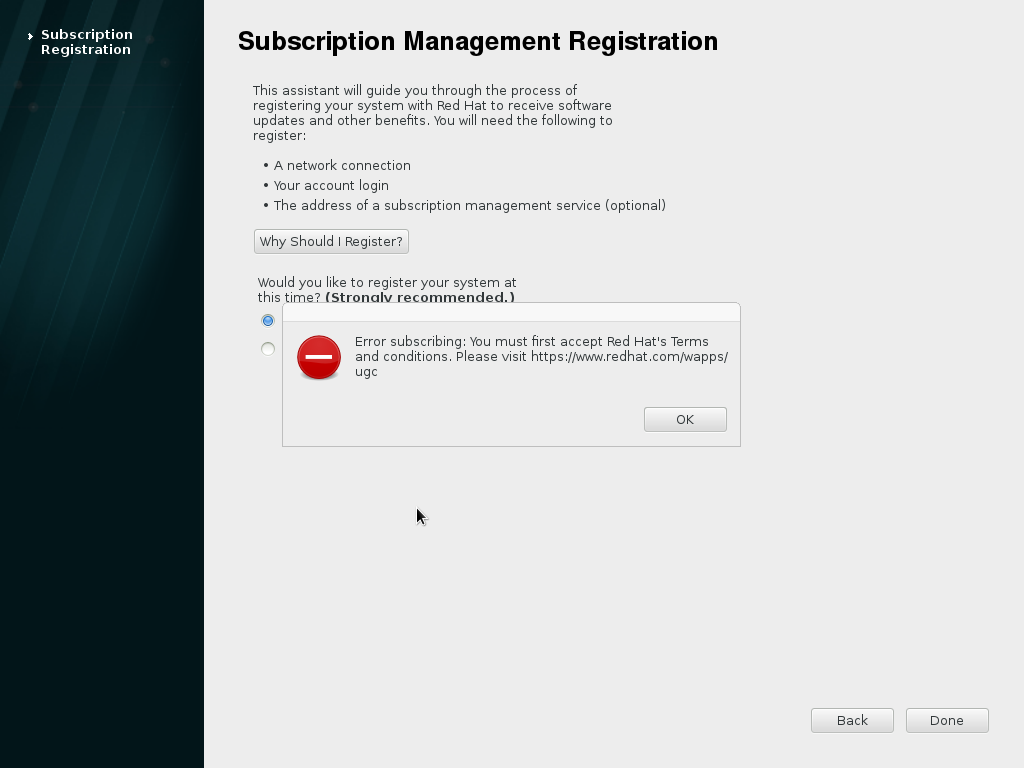 Subscription
Registration
Subscription Management Registration
This assistant will guide you through the process of
registering your system with Red Hat to receive software
updates and other benefits. You will need the following to
register:
• A network connection
• Your account login
• The address of a subscription management service (optional)
Why Should I Register?
Would you like to register your system at
this time? (Strongly recommended.)
Error subscribing: You must first accept Red Hat's Terms
and conditions. Please visit https://www.redhat.com/wapps/
ugc
OK
Back
Done